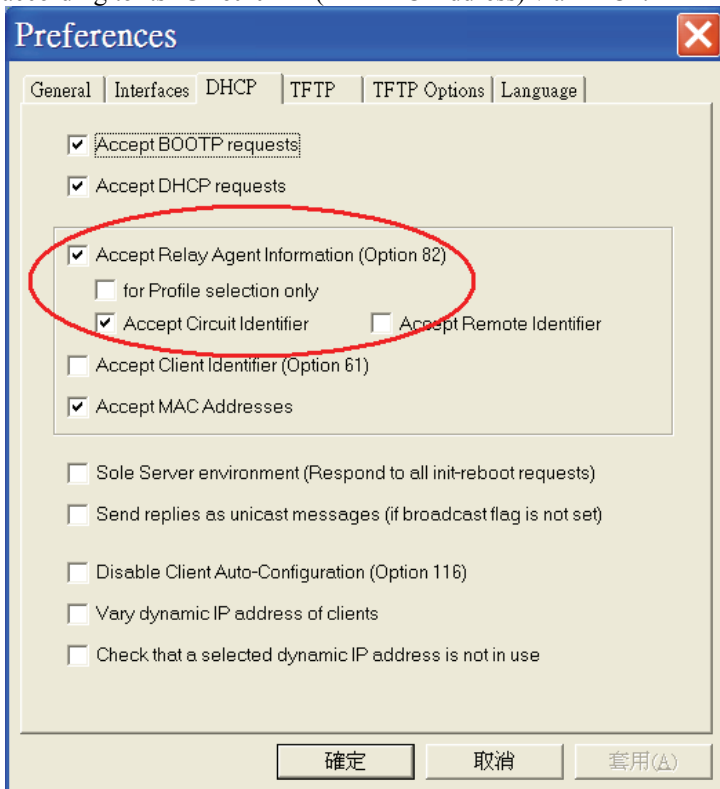 Preferences
General Interfaces DHCP TFTP TFTP Options Language
Accept BOOTP requests
Accept DHCP requests
Accept Relay Agent Information (Option 82)
for Profile selection only
Accept Circuit Identifier Accept Remote Identifier
Accept Client Identifier (Option 61)
Accept MAC Addresses
Sole Server environment (Respond to all init-reboot requests)
Send replies as unicast messages (if broadcast flag is not set)
Disable Client Auto-Configuration (Option 116)
Vary dynamic IP address of clients
Check that a selected dynamic IP address is not in use
確定 取消 套用(A)